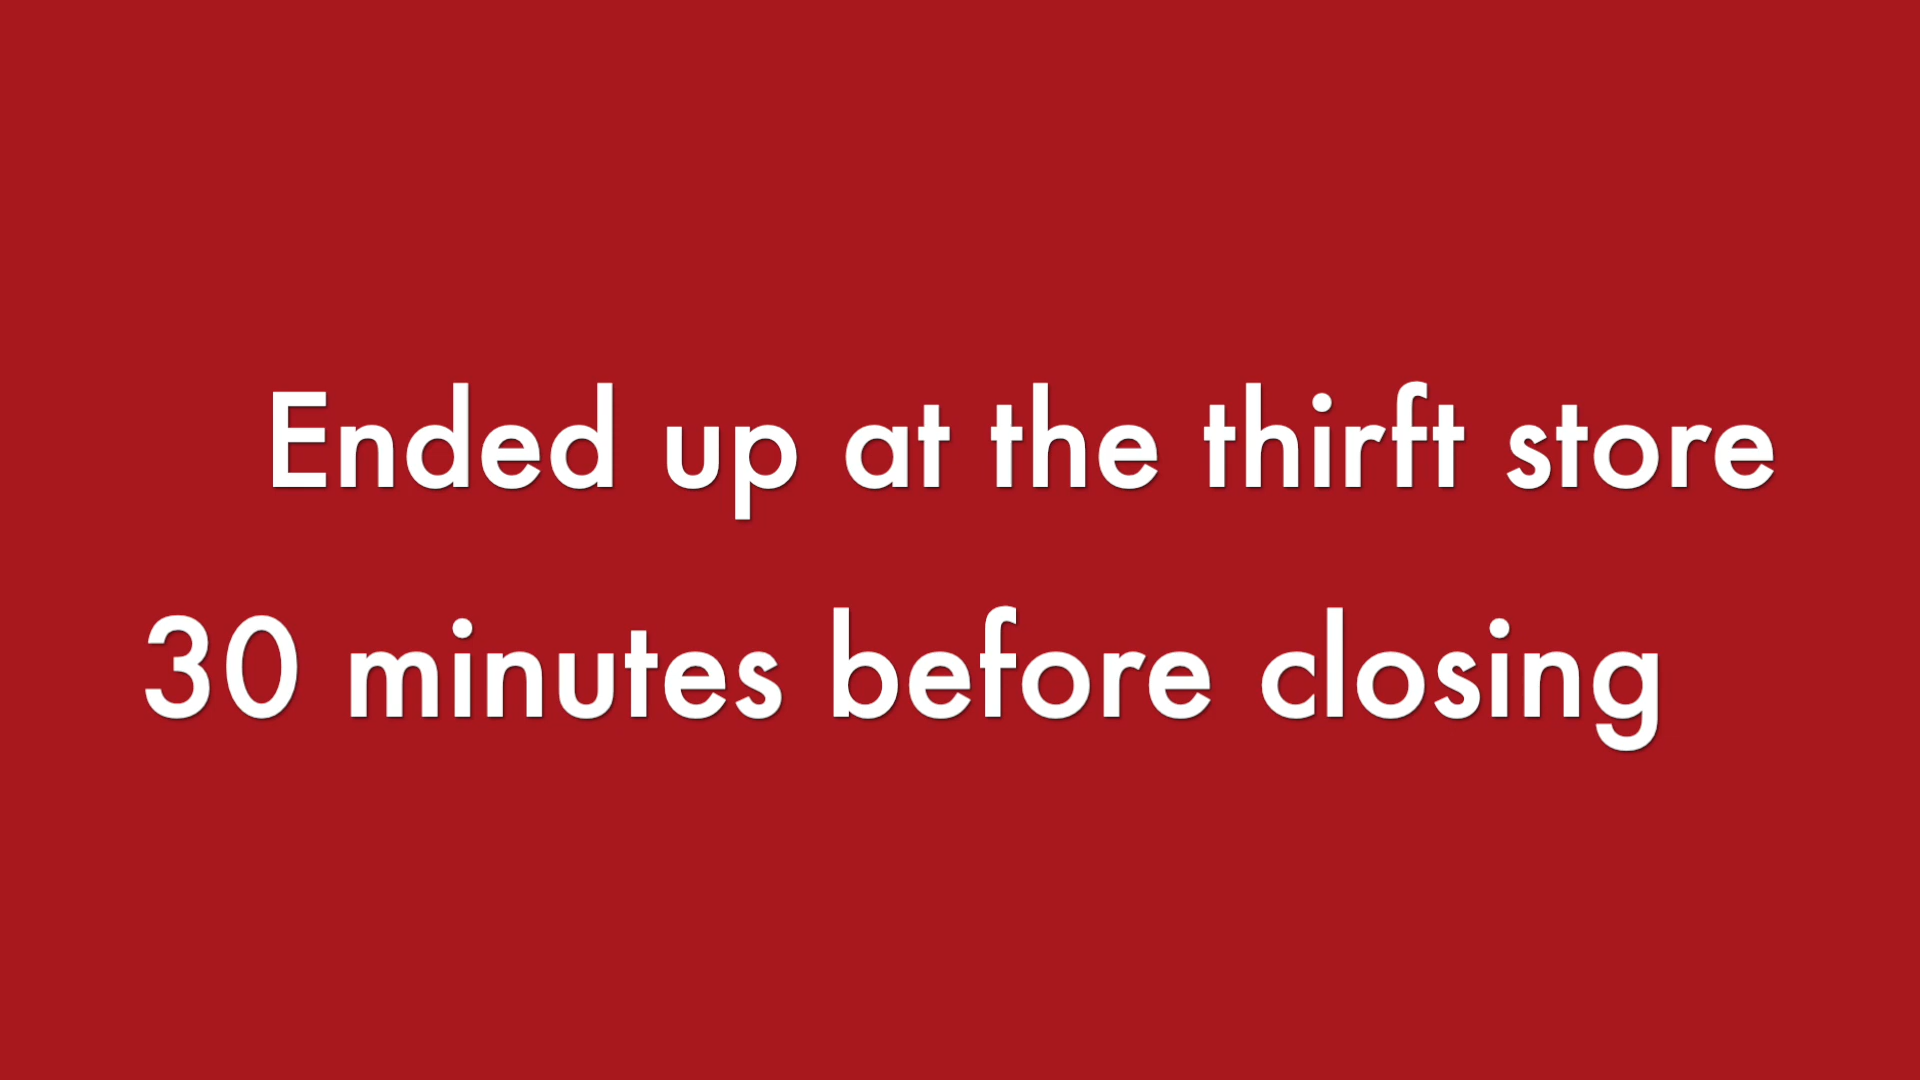 Ended up at the thirft store
30 minutes before closing